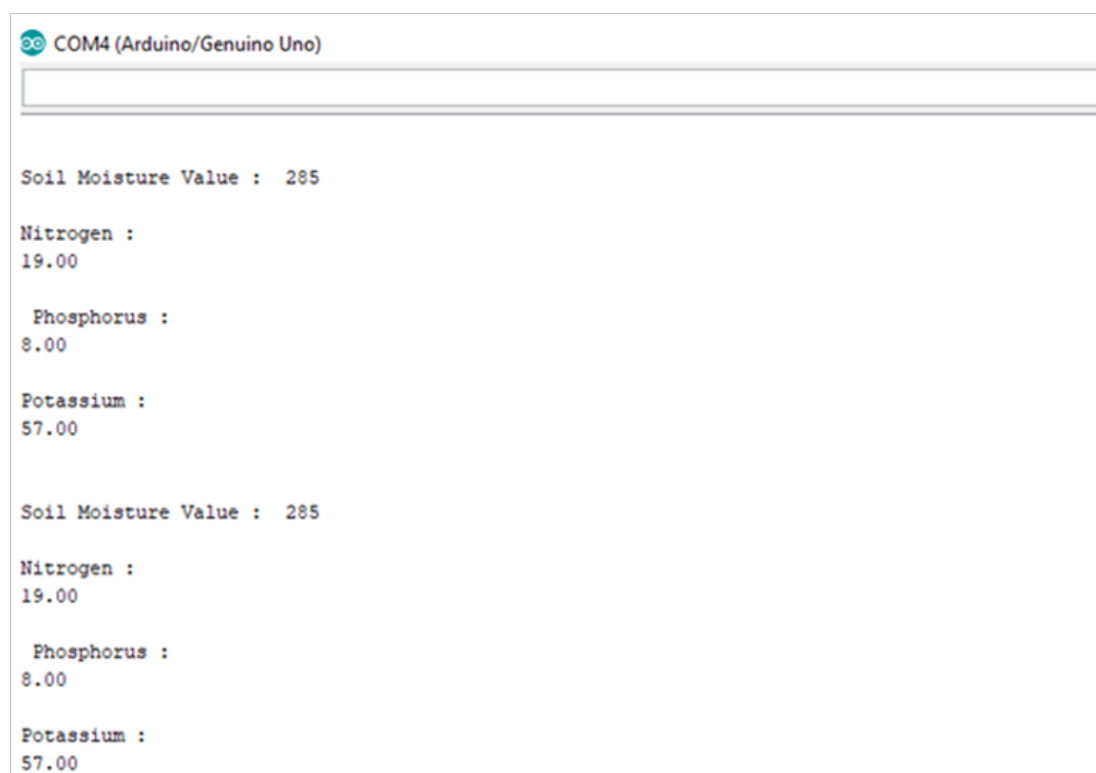 COM4 (Arduino/Genuino Uno)
Soil Moisture Value :  285
Nitrogen :
19.00
Phosphorus :
8.00
Potassium :
57.00
Soil Moisture Value :  285
Nitrogen :
19.00
Phosphorus :
8.00
Potassium :
57.00